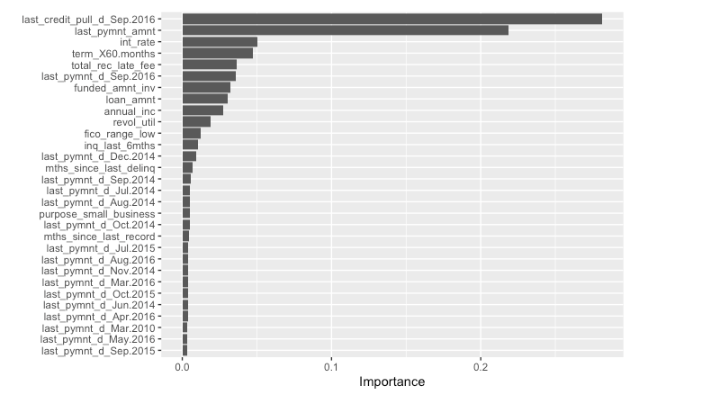 last_credit_pull_d_Sep.2016
last_pymnt_amnt
int_rate
term_X60.months
total_rec_late_fee
last_pymnt_d_Sep.2016
funded_amnt_inv
loan_amnt
annual_inc
revol_util
fico_range_low
inq_last_6mths
last_pymnt_d_Dec.2014
mths_since_last_delinq
last_pymnt_d_Sep.2014
last_pymnt_d_Jul.2014
last_pymnt_d_Aug.2014
purpose_small_business
last_pymnt_d_Oct.2014
mths_since_last_record
last_pymnt_d_Jul.2015
last_pymnt_d_Aug.2016
last_pymnt_d_Nov.2014
last_pymnt_d_Mar.2016
last_pymnt_d_Oct.2015
last_pymnt_d_Jun.2014
last_pymnt_d_Apr.2016
last_pymnt_d_Mar.2010
last_pymnt_d_May.2016
last_pymnt_d_Sep.2015
0.0 0.1 0.2
Importance